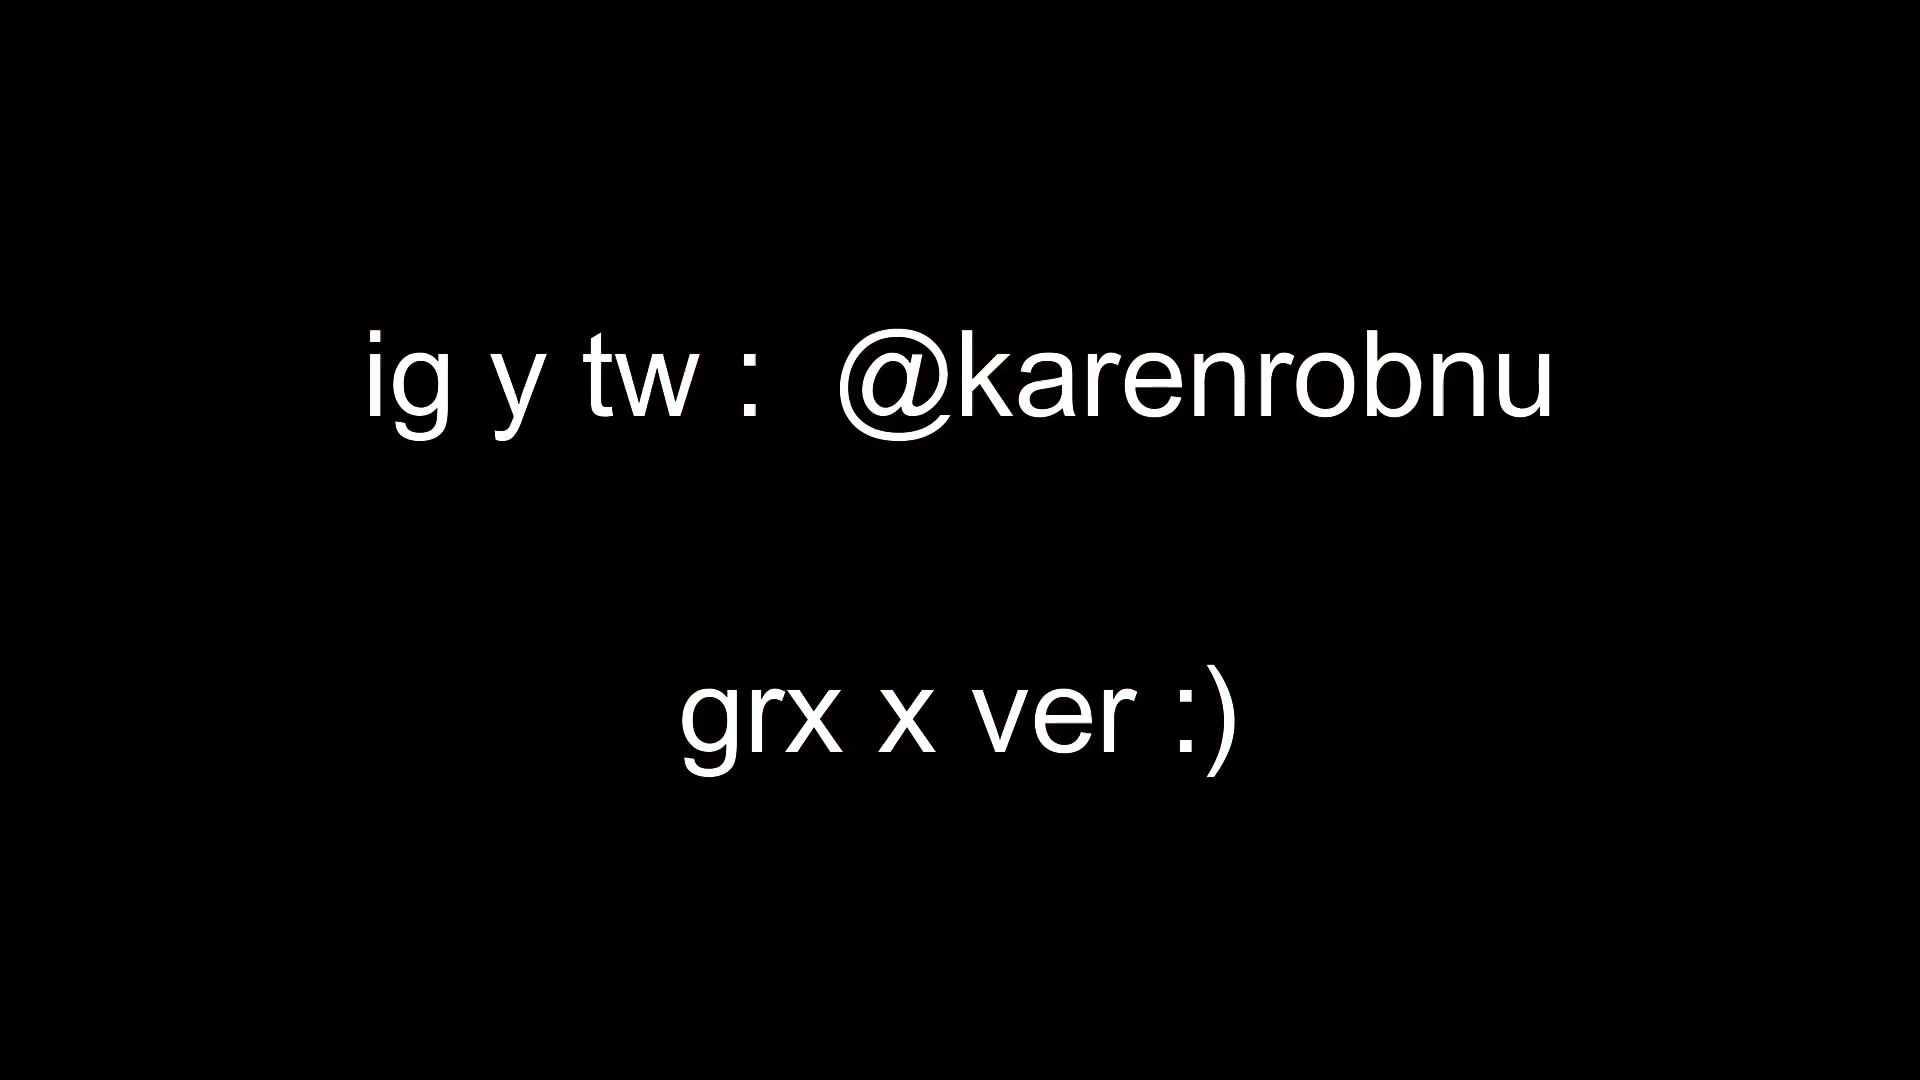 ig y tw :  @karenrobnu
grx x ver :)